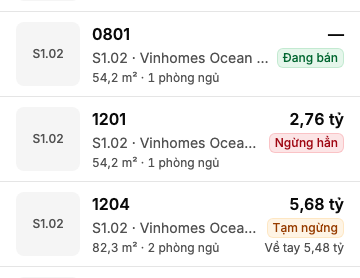 S1.02
0801
—
S1.02 · Vinhomes Ocean ...
Đang bán
54,2 m² · 1 phòng ngủ
S1.02
1201
2,76 tỷ
S1.02 · Vinhomes Ocea...
Ngừng hẳn
54,2 m² · 1 phòng ngủ
S1.02
1204
5,68 tỷ
S1.02 · Vinhomes Ocea...
Tạm ngừng
82,3 m² · 2 phòng ngủ
Về tay 5,48 tỷ